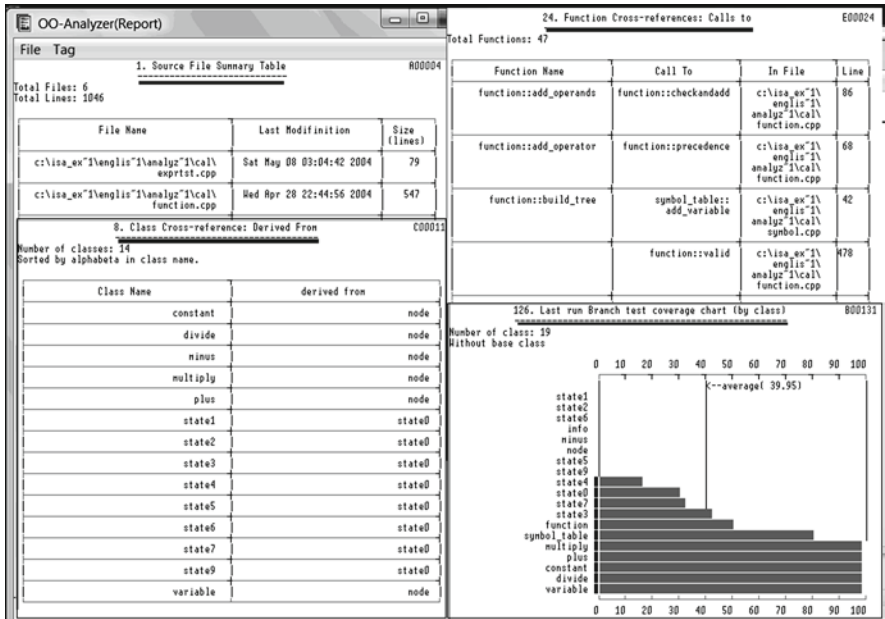 OO-Analyzer(Report)
File Tag
1. Source File Summary Table A00004
Total Files: 6
Total Lines: 1046
File Name Last Modifinition Size (lines)
c:\isa_ex~1\englis~1\analyz~1\cal\ Sat May 08 03:04:42 2004 79
exprtst.cpp
c:\isa_ex~1\englis~1\analyz~1\cal\ Wed Apr 28 22:44:56 2004 547
function.cpp
8. Class Cross-reference: Derived From C00011
Number of classes: 14
Sorted by alphabeta in class name.
Class Name derived from
constant node
divide node
minus node
multiply node
plus node
state1 state0
state2 state0
state3 state0
state4 state0
state5 state0
state6 state0
state7 state0
state9 state0
variable node
24. Function Cross-references: Calls to E00024
Total Functions: 47
Function Name Call To In File Line
function::add_operands function::checkandadd c:\isa_ex~1\ 86
englis~1\
analyz~1\cal\
function.cpp
function::add_operator function::precedence c:\isa_ex~1\ 68
englis~1\
analyz~1\cal\
function.cpp
function::build_tree symbol_table:: c:\isa_ex~1\ 42
add_variable englis~1\
analyz~1\cal\
symbol.cpp
function::valid c:\isa_ex~1\ 478
englis~1\
analyz~1\cal\
function.cpp
126. Last run Branch test coverage chart (by class) B00131
Number of class: 19
Without base class
0 10 20 30 40 50 60 70 80 90 100
<--average( 39.95)
state1
state2
state6
info
minus
node
state5
state9
state4
state0
state7
state3
function
symbol_table
multiply
plus
constant
divide
variable
0 10 20 30 40 50 60 70 80 90 100